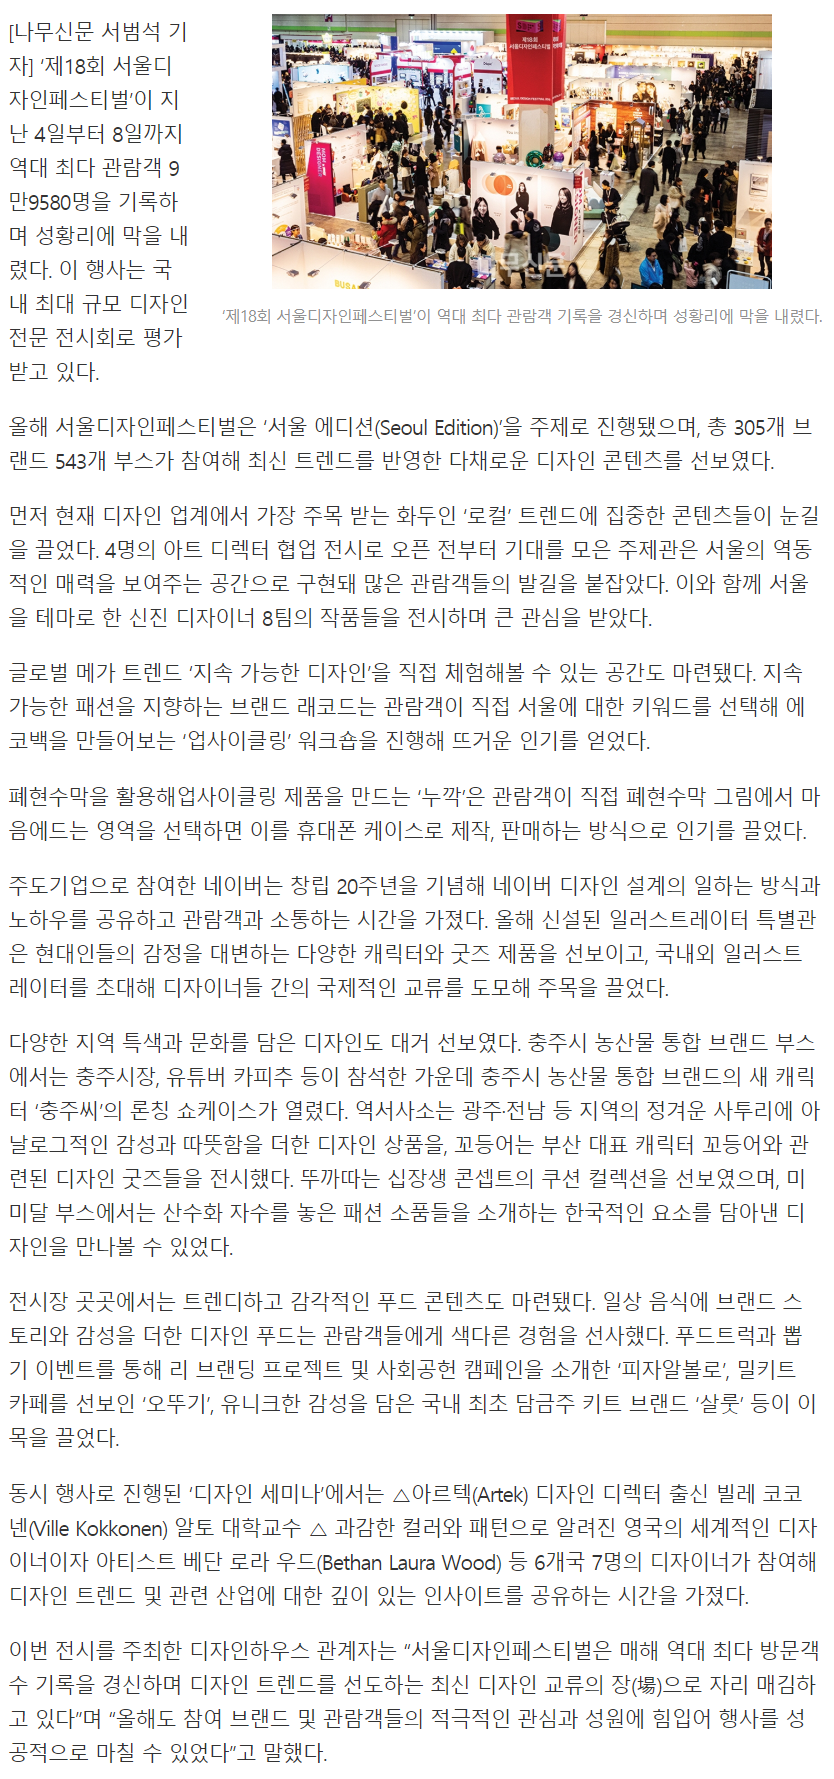 [나무신문 서범석 기
자] ‘제18회 서울디
자인페스티벌’이 지
난 4일부터 8일까지
역대 최다 관람객 9
만9580명을 기록하
며 성황리에 막을 내
렸다. 이 행사는 국
내 최대 규모 디자인
전문 전시회로 평가
받고 있다.
제18회
서울디자인페스티벌
나무신문
‘제18회 서울디자인페스티벌’이 역대 최다 관람객 기록을 경신하며 성황리에 막을 내렸다.
올해 서울디자인페스티벌은 ‘서울 에디션(Seoul Edition)’을 주제로 진행됐으며, 총 305개 브
랜드 543개 부스가 참여해 최신 트렌드를 반영한 다채로운 디자인 콘텐츠를 선보였다.
먼저 현재 디자인 업계에서 가장 주목 받는 화두인 ‘로컬’ 트렌드에 집중한 콘텐츠들이 눈길
을 끌었다. 4명의 아트 디렉터 협업 전시로 오픈 전부터 기대를 모은 주제관은 서울의 역동
적인 매력을 보여주는 공간으로 구현돼 많은 관람객들의 발길을 붙잡았다. 이와 함께 서울
을 테마로 한 신진 디자이너 8팀의 작품들을 전시하며 큰 관심을 받았다.
글로벌 메가 트렌드 ‘지속 가능한 디자인’을 직접 체험해볼 수 있는 공간도 마련됐다. 지속
가능한 패션을 지향하는 브랜드 래코드는 관람객이 직접 서울에 대한 키워드를 선택해 에
코백을 만들어보는 ‘업사이클링’ 워크숍을 진행해 뜨거운 인기를 얻었다.
폐현수막을 활용해업사이클링 제품을 만드는 ‘누깍’은 관람객이 직접 폐현수막 그림에서 마
음에드는 영역을 선택하면 이를 휴대폰 케이스로 제작, 판매하는 방식으로 인기를 끌었다.
주도기업으로 참여한 네이버는 창립 20주년을 기념해 네이버 디자인 설계의 일하는 방식과
노하우를 공유하고 관람객과 소통하는 시간을 가졌다. 올해 신설된 일러스트레이터 특별관
은 현대인들의 감정을 대변하는 다양한 캐릭터와 굿즈 제품을 선보이고, 국내외 일러스트
레이터를 초대해 디자이너들 간의 국제적인 교류를 도모해 주목을 끌었다.
다양한 지역 특색과 문화를 담은 디자인도 대거 선보였다. 충주시 농산물 통합 브랜드 부스
에서는 충주시장, 유튜버 카피추 등이 참석한 가운데 충주시 농산물 통합 브랜드의 새 캐릭
터 ‘충주씨’의 론칭 쇼케이스가 열렸다. 역서사소는 광주·전남 등 지역의 정겨운 사투리에 아
날로그적인 감성과 따뜻함을 더한 디자인 상품을, 꼬등어는 부산 대표 캐릭터 꼬등어와 관
련된 디자인 굿즈들을 전시했다. 뚜까따는 십장생 콘셉트의 쿠션 컬렉션을 선보였으며, 미
미달 부스에서는 산수화 자수를 놓은 패션 소품들을 소개하는 한국적인 요소를 담아낸 디
자인을 만나볼 수 있었다.
전시장 곳곳에서는 트렌디하고 감각적인 푸드 콘텐츠도 마련됐다. 일상 음식에 브랜드 스
토리와 감성을 더한 디자인 푸드는 관람객들에게 색다른 경험을 선사했다. 푸드트럭과 뽑
기 이벤트를 통해 리 브랜딩 프로젝트 및 사회공헌 캠페인을 소개한 ‘피자알볼로’, 밀키트
카페를 선보인 ‘오뚜기’, 유니크한 감성을 담은 국내 최초 담금주 키트 브랜드 ‘살룻’ 등이 이
목을 끌었다.
동시 행사로 진행된 ‘디자인 세미나’에서는 △아르텍(Artek) 디자인 디렉터 출신 빌레 코코
넨(Ville Kokkonen) 알토 대학교수 △ 과감한 컬러와 패턴으로 알려진 영국의 세계적인 디자
이너이자 아티스트 베단 로라 우드(Bethan Laura Wood) 등 6개국 7명의 디자이너가 참여해
디자인 트렌드 및 관련 산업에 대한 깊이 있는 인사이트를 공유하는 시간을 가졌다.
이번 전시를 주최한 디자인하우스 관계자는 “서울디자인페스티벌은 매해 역대 최다 방문객
수 기록을 경신하며 디자인 트렌드를 선도하는 최신 디자인 교류의 장(場)으로 자리 매김하
고 있다”며 “올해도 참여 브랜드 및 관람객들의 적극적인 관심과 성원에 힘입어 행사를 성
공적으로 마칠 수 있었다”고 말했다.